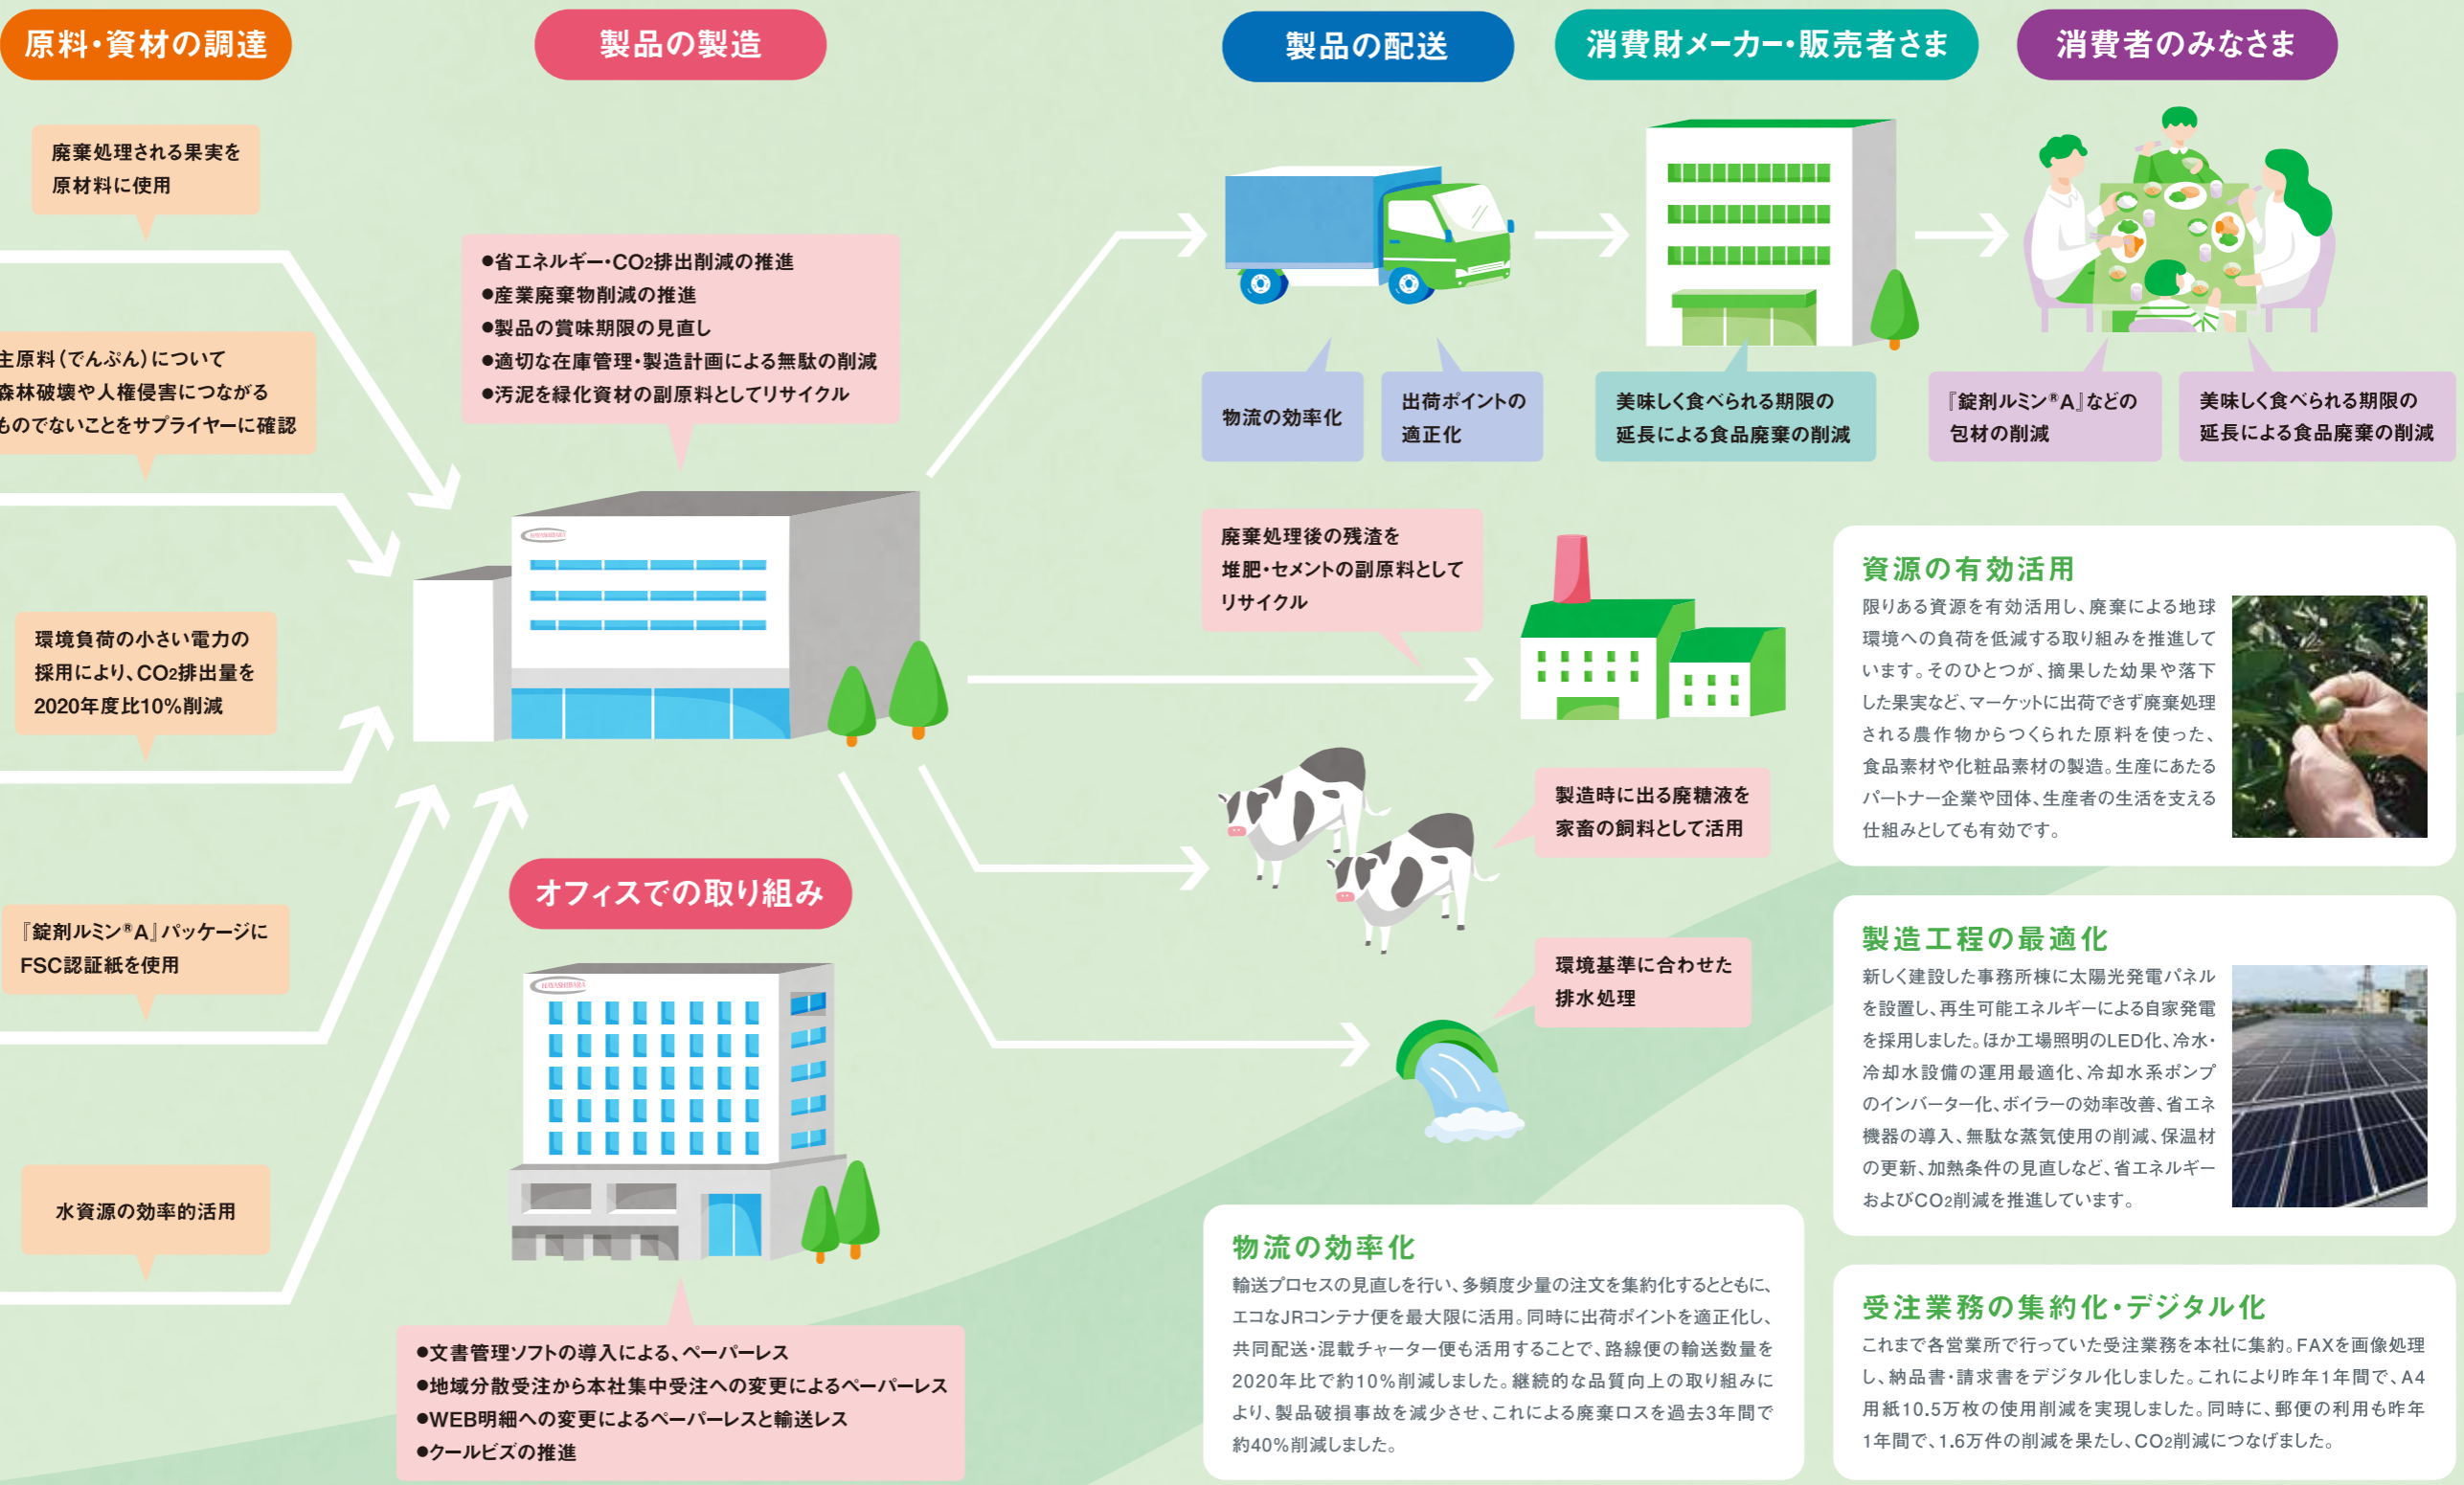 原料・資材の調達
廃棄処理される果実を
原材料に使用
主原料（でんぷん）について
森林破壊や人権侵害につながる
ものでないことをサプライヤーに確認
環境負荷の小さい電力の
採用により、CO2排出量を
2020年度比10％削減
『錠剤ルミン®A』パッケージに
FSC認証紙を使用
水資源の効率的活用
製品の製造
●省エネルギー・CO2排出削減の推進
●産業廃棄物削減の推進
●製品の賞味期限の見直し
●適切な在庫管理・製造計画による無駄の削減
●汚泥を緑化資材の副原料としてリサイクル
HAYASHIBARA
オフィスでの取り組み
HAYASHIBARA
●文書管理ソフトの導入による、ペーパーレス
●地域分散受注から本社集中受注への変更によるペーパーレス
●WEB明細への変更によるペーパーレスと輸送レス
●クールビズの推進
製品の配送
物流の効率化
出荷ポイントの
適正化
消費財メーカー・販売者さま
美味しく食べられる期限の
延長による食品廃棄の削減
消費者のみなさま
『錠剤ルミン®A』などの
包材の削減
美味しく食べられる期限の
延長による食品廃棄の削減
廃棄処理後の残渣を
堆肥・セメントの副原料として
リサイクル
製造時に出る廃糖液を
家畜の飼料として活用
環境基準に合わせた
排水処理
物流の効率化
輸送プロセスの見直しを行い、多頻度少量の注文を集約化するとともに、
エコなJRコンテナ便を最大限に活用。同時に出荷ポイントを適正化し、
共同配送・混載チャーター便も活用することで、路線便の輸送数量を
2020年比で約10％削減しました。継続的な品質向上の取り組みに
より、製品破損事故を減少させ、これによる廃棄ロスを過去3年間で
約40％削減しました。
資源の有効活用
限りある資源を有効活用し、廃棄による地球
環境への負荷を低減する取り組みを推進して
います。そのひとつが、摘果した幼果や落下
した果実など、マーケットに出荷できず廃棄処理
される農作物からつくられた原料を使った、
食品素材や化粧品素材の製造。生産にあたる
パートナー企業や団体、生産者の生活を支える
仕組みとしても有効です。
製造工程の最適化
新しく建設した事務所棟に太陽光発電パネル
を設置し、再生可能エネルギーによる自家発電
を採用しました。ほか工場照明のLED化、冷水・
冷却水設備の運用最適化、冷却水系ポンプ
のインバーター化、ボイラーの効率改善、省エネ
機器の導入、無駄な蒸気使用の削減、保温材
の更新、加熱条件の見直しなど、省エネルギー
およびCO2削減を推進しています。
受注業務の集約化・デジタル化
これまで各営業所で行っていた受注業務を本社に集約。FAXを画像処理
し、納品書・請求書をデジタル化しました。これにより昨年1年間で、A4
用紙10.5万枚の使用削減を実現しました。同時に、郵便の利用も昨年
1年間で、1.6万件の削減を果たし、CO2削減につなげました。